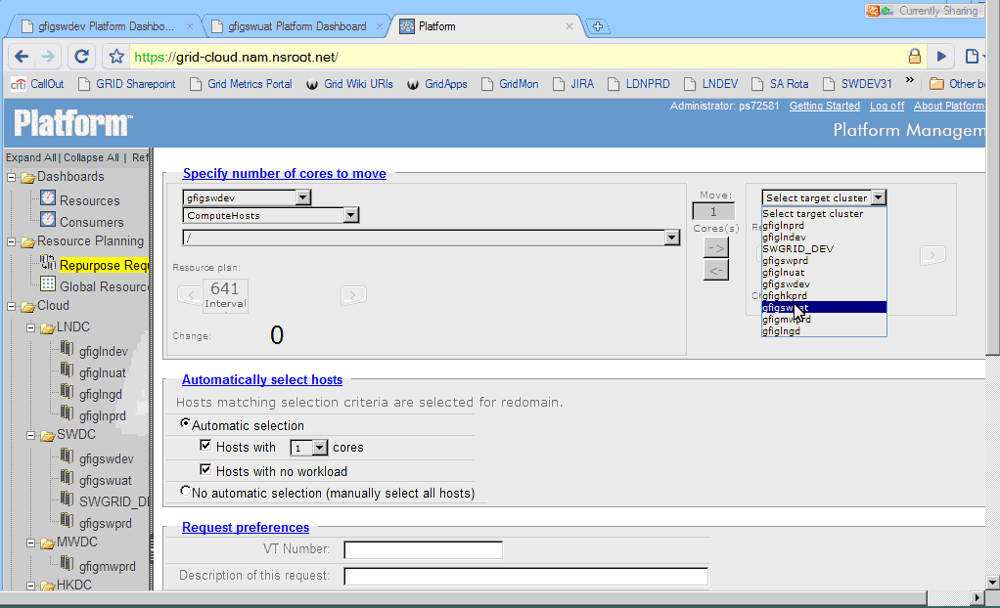 Currently Sharing
gfigswdev Platform Dashbo...
gfigswuat Platform Dashboard
Platform
https://grid-cloud.nam.nsroot.net/
citi CallOut
GRID Sharepoint
Grid Metrics Portal
Grid Wiki URIs
GridApps
GridMon
JIRA
LDNPRD
LNDEV
SA Rota
SWDEV31
»
Other b
Administrator: ps72581 Getting Started Log off About Platform
Platform™
Platform Managem
Expand All | Collapse All | Ref
Dashboards
Resources
Consumers
Resource Planning
Repurpose Requ
Global Resource
Cloud
LNDC
gfiglndev
gfiglnuat
gfiglngd
gfiglnprd
SWDC
gfigswdev
gfigswuat
SWGRID_D
gfigswprd
MWDC
gfigmwprd
HKDC
Specify number of cores to move
gfigswdev
ComputeHosts
/
Resource plan:
641
Interval
Change:
0
Move:
1
Cores(s)
->
<-
Select target cluster
Select target cluster
gfiglnprd
gfiglndev
SWGRID_DEV
gfigswprd
gfiglnuat
gfigswdev
gfighkprd
gfigswuat
gfigmwprd
gfiglngd
Automatically select hosts
Hosts matching selection criteria are selected for redomain.
Automatic selection
Hosts with 1 cores
Hosts with no workload
No automatic selection (manually select all hosts)
Request preferences
VT Number:
Description of this request: